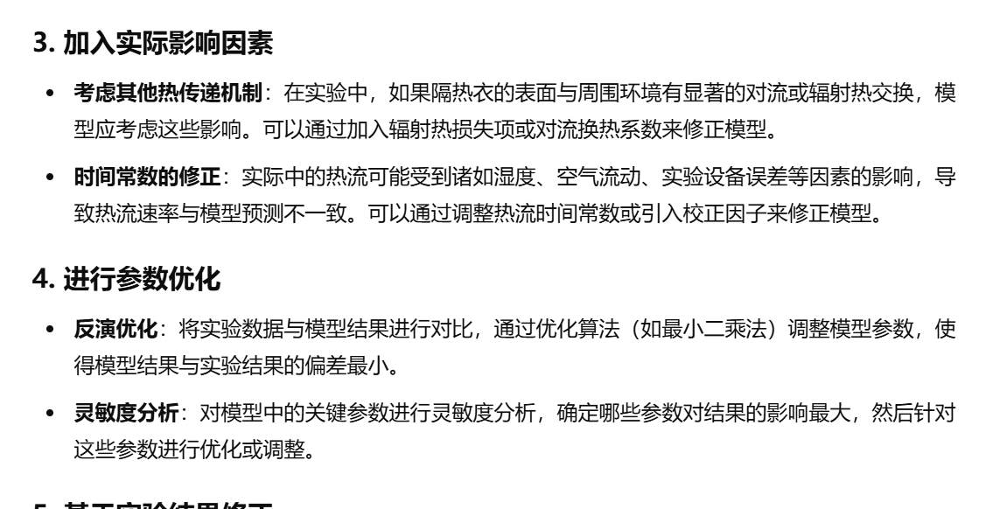 3. 加入实际影响因素
• 考虑其他热传递机制：在实验中，如果隔热衣的表面与周围环境有显著的对流或辐射热交换，模
型应考虑这些影响。可以通过加入辐射热损失项或对流换热系数来修正模型。
• 时间常数的修正：实际中的热流可能受到诸如湿度、空气流动、实验设备误差等因素的影响，导
致热流速率与模型预测不一致。可以通过调整热流时间常数或引入校正因子来修正模型。
4. 进行参数优化
• 反演优化：将实验数据与模型结果进行对比，通过优化算法（如最小二乘法）调整模型参数，使
得模型结果与实验结果的偏差最小。
• 灵敏度分析：对模型中的关键参数进行灵敏度分析，确定哪些参数对结果的影响最大，然后针对
这些参数进行优化或调整。
5. 基于实验结果修正